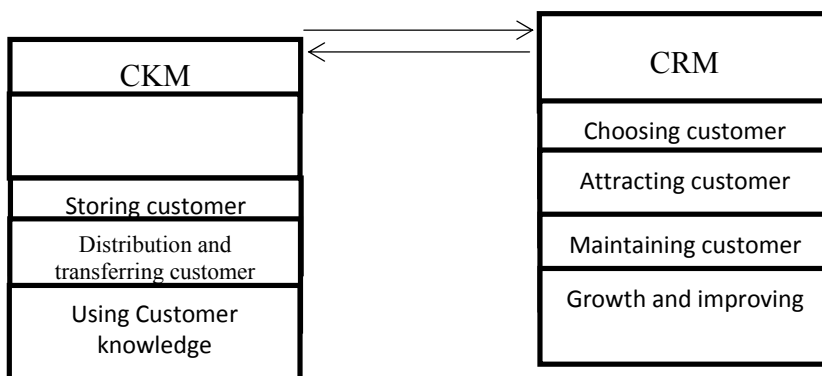 CKM
Storing customer
Distribution and
transferring customer
Using Customer
knowledge
CRM
Choosing customer
Attracting customer
Maintaining customer
Growth and improving